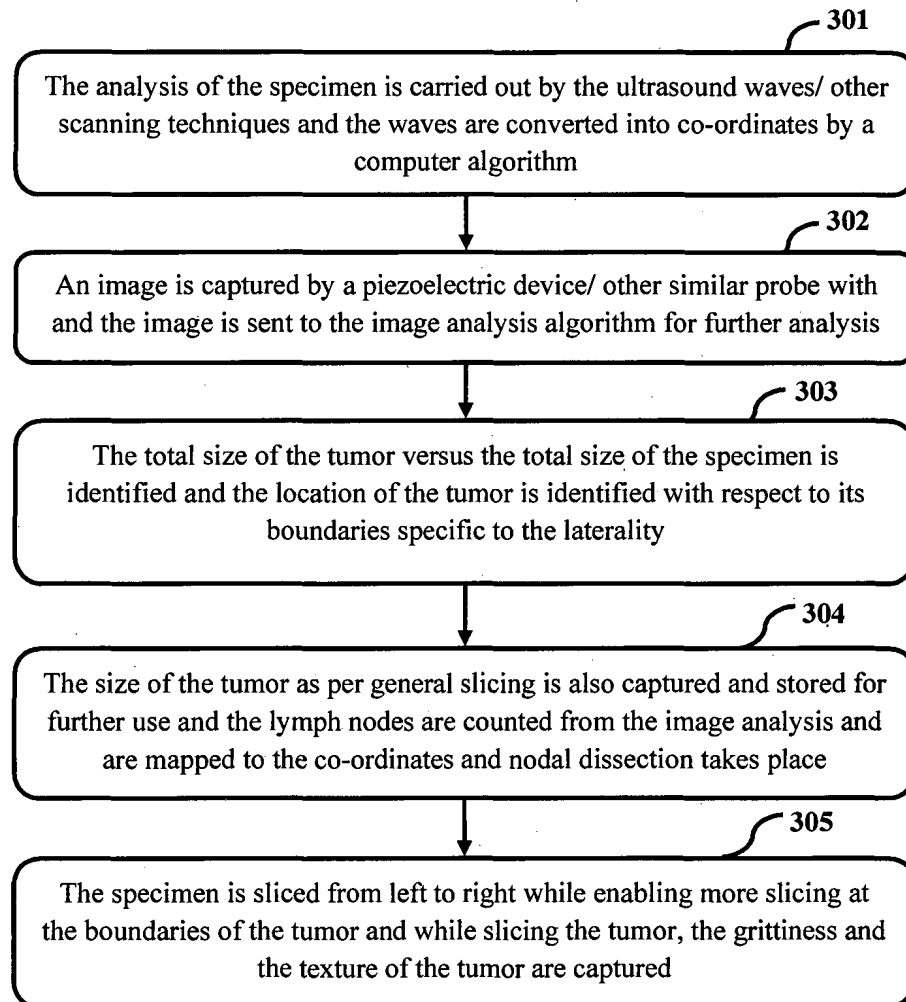 301
The analysis of the specimen is carried out by the ultrasound waves/ other
scanning techniques and the waves are converted into co-ordinates by a
computer algorithm
302
An image is captured by a piezoelectric device/ other similar probe with
and the image is sent to the image analysis algorithm for further analysis
303
The total size of the tumor versus the total size of the specimen is
identified and the location of the tumor is identified with respect to its
boundaries specific to the laterality
304
The size of the tumor as per general slicing is also captured and stored for
further use and the lymph nodes are counted from the image analysis and
are mapped to the co-ordinates and nodal dissection takes place
305
The specimen is sliced from left to right while enabling more slicing at
the boundaries of the tumor and while slicing the tumor, the grittiness and
the texture of the tumor are captured